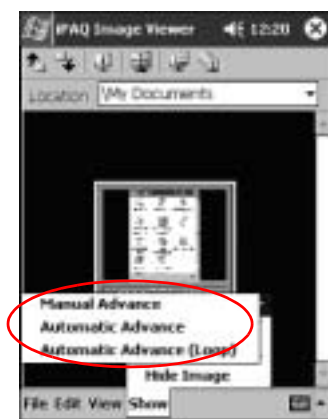 iPAQ Image Viewer 12:20
Location \My Documents
Manual Advance
Automatic Advance
Automatic Advance (Loop)
Hide Image
File Edit View Show